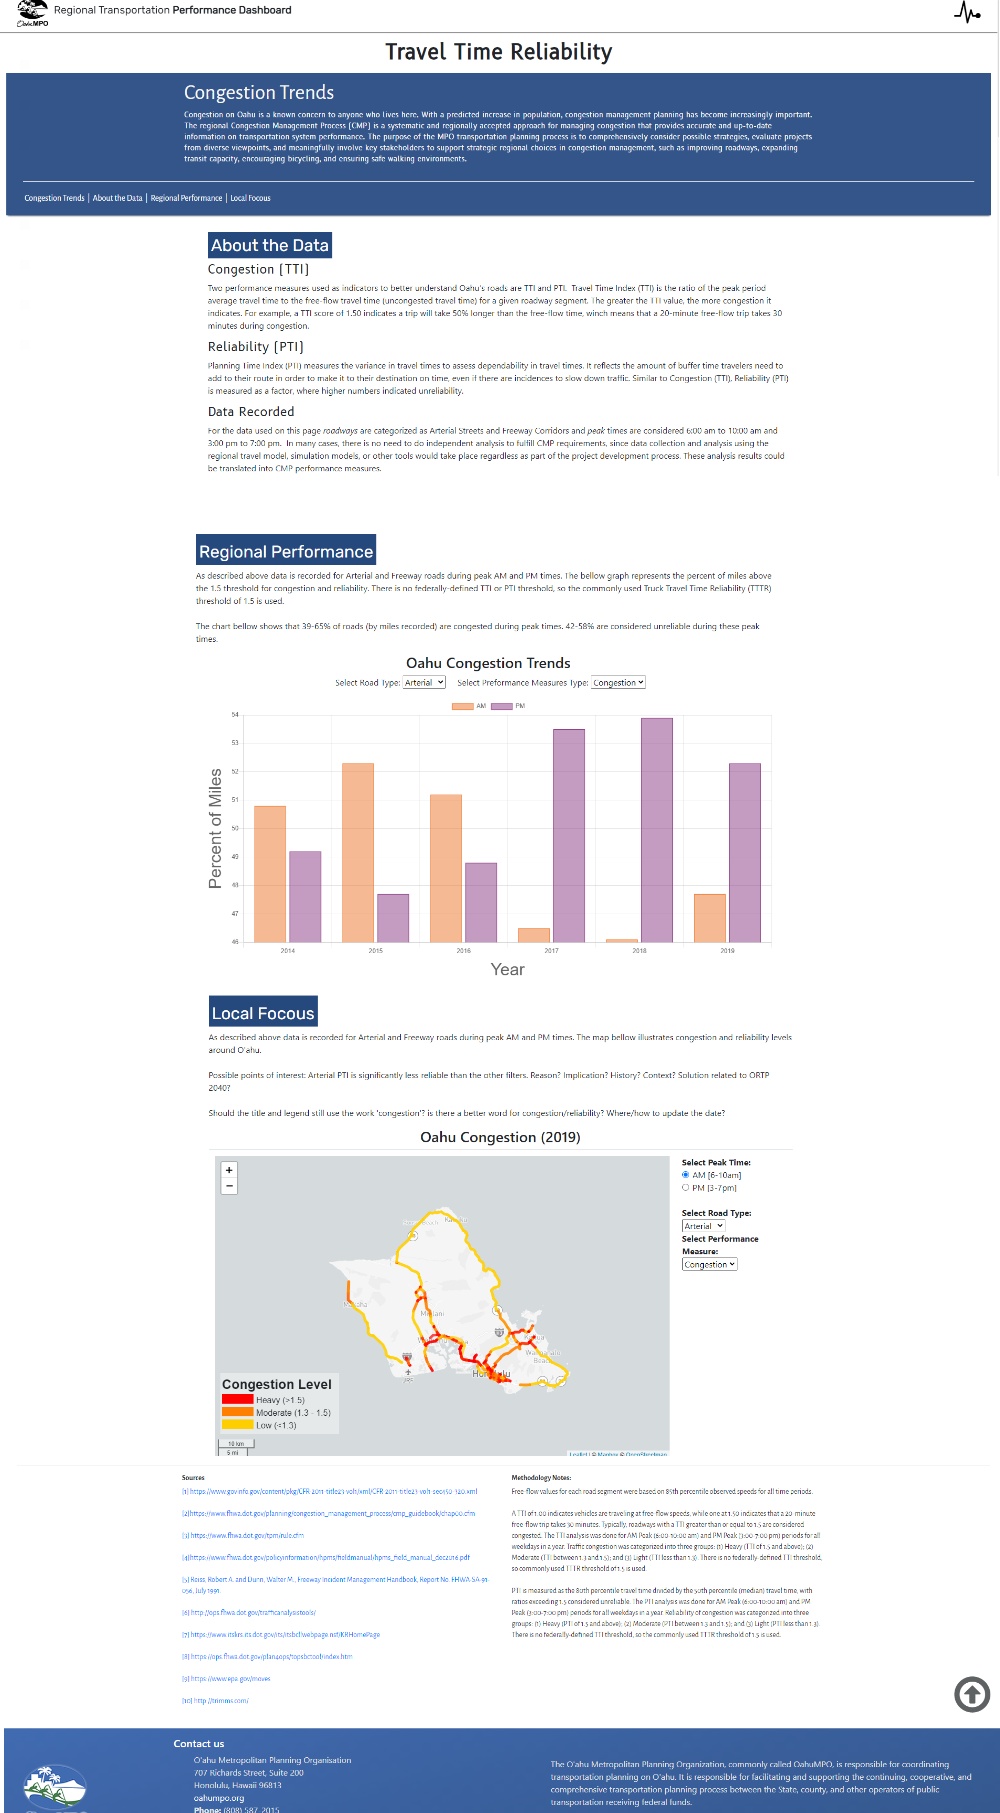 OahuMPO
Regional Transportation Performance Dashboard
Travel Time Reliability
Congestion Trends
Congestion on Oahu is a known concern to anyone who lives here. With a predicted increase in population, congestion management planning has become increasingly important.
The regional Congestion Management Process [CMP] is a systematic and regionally accepted approach for managing congestion that provides accurate and up-to-date
information on transportation system performance. The purpose of the MPO transportation planning process is to comprehensively consider possible strategies, evaluate projects
from diverse viewpoints, and meaningfully involve key stakeholders to support strategic regional choices in congestion management, such as improving roadways, expanding
transit capacity, encouraging bicycling, and ensuring safe walking environments.
Congestion Trends | About the Data | Regional Performance | Local Focus
About the Data
Congestion [TTI]
Two performance measures used as indicators to better understand Oahu's roads are TTI and PTI. Travel Time Index (TTI) is the ratio of the peak period
average travel time to the free-flow travel time (uncongested travel time) for a given roadway segment. The greater the TTI value, the more congestion it
indicates. For example, a TTI score of 1.50 indicates a trip will take 50% longer than the free-flow time, which means that a 20-minute free-flow trip takes 30
minutes during congestion.
Reliability [PTI]
Planning Time Index (PTI) measures the variance in travel times to assess dependability in travel times. It reflects the amount of buffer time travelers need to
add to their route in order to make it to their destination on time, even if there are incidences to slow down traffic. Similar to Congestion (TTI), Reliability (PTI)
is measured as a factor, where higher numbers indicated unreliability.
Data Recorded
For the data used on this page roadways are categorized as Arterial Streets and Freeway Corridors and peak times are considered 6:00 am to 10:00 am and
3:00 pm to 7:00 pm. In many cases, there is no need to do independent analysis to fulfill CMP requirements, since data collection and analysis using the
regional travel model, simulation models, or other tools would take place regardless as part of the project development process. These analysis results could
be translated into CMP performance measures.
Regional Performance
As described above data is recorded for Arterial and Freeway roads during peak AM and PM times. The bellow graph represents the percent of miles above
the 1.5 threshold for congestion and reliability. There is no federally-defined TTI or PTI threshold, so the commonly used Truck Travel Time Reliability (TTTR)
threshold of 1.5 is used.
The chart bellow shows that 39-65% of roads (by miles recorded) are congested during peak times. 42-58% are considered unreliable during these peak
times.
Oahu Congestion Trends
Select Road Type: Arterial Select Preformance Measures Type: Congestion
AM PM
54
53
52
51
50
49
48
47
46
Percent of Miles
2014 2015 2016 2017 2018 2019
Year
Local Focous
As described above data is recorded for Arterial and Freeway roads during peak AM and PM times. The map bellow illustrates congestion and reliability levels
around O'ahu.
Possible points of interest: Arterial PTI is significantly less reliable than the other filters. Reason? Implication? History? Context? Solution related to ORTP
2040?
Should the title and legend still use the work 'congestion'? is there a better word for congestion/reliability? Where/how to update the date?
Oahu Congestion (2019)
+
−
Select Peak Time:
AM [6-10am]
PM [3-7pm]
Select Road Type:
Arterial
Select Performance
Measure:
Congestion
Mililani
Honolulu
Congestion Level
Heavy (>1.5)
Moderate (1.3 - 1.5)
Low (<1.3)
10 km
5 mi
Leaflet | © Mapbox © OpenStreetMap
Sources
[1] https://www.govinfo.gov/content/pkg/CFR-2011-title23-vol1/xml/CFR-2011-title23-vol1-sec450-320.xml
[2] https://www.fhwa.dot.gov/planning/congestion_management_process/cmp_guidebook/chap00.cfm
[3] https://www.fhwa.dot.gov/tpm/rule.cfm
[4] https://www.fhwa.dot.gov/policyinformation/hpms/fieldmanual/hpms_field_manual_dec2016.pdf
[5] Reiss, Robert A. and Dunn, Walter M., Freeway Incident Management Handbook, Report No. FHWA-SA-91-
056, July 1991.
[6] http://ops.fhwa.dot.gov/trafficanalysistools/
[7] https://www.itskrs.its.dot.gov/its/itsbcllwebpage.nsf/KRHomePage
[8] https://ops.fhwa.dot.gov/plan4ops/topsbctool/index.htm
[9] https://www.epa.gov/moves
[10] http://trimms.com/
Methodology Notes:
Free-flow values for each road segment were based on 85th percentile observed speeds for all time periods.
A TTI of 1.00 indicates vehicles are traveling at free-flow speeds, while one at 1.50 indicates that a 20-minute
free-flow trip takes 30 minutes. Typically, roadways with a TTI greater than or equal to 1.5 are considered
congested. The TTI analysis was done for AM Peak (6:00-10:00 am) and PM Peak (3:00-7:00 pm) periods for all
weekdays in a year. Traffic congestion was categorized into three groups: (1) Heavy (TTI of 1.5 and above); (2)
Moderate (TTI between 1.3 and 1.5); and (3) Light (TTI less than 1.3). There is no federally-defined TTI threshold,
so commonly used TTTR threshold of 1.5 is used.
PTI is measured as the 80th percentile travel time divided by the 50th percentile (median) travel time, with
ratios exceeding 1.5 considered unreliable. The PTI analysis was done for AM Peak (6:00-10:00 am) and PM
Peak (3:00-7:00 pm) periods for all weekdays in a year. Reliability of congestion was categorized into three
groups: (1) Heavy (PTI of 1.5 and above); (2) Moderate (PTI between 1.3 and 1.5); and (3) Light (PTI less than 1.3).
There is no federally-defined TTI threshold, so the commonly used TTTR threshold of 1.5 is used.
Contact us
O'ahu Metropolitan Planning Organisation
707 Richards Street, Suite 200
Honolulu, Hawaii 96813
oahumpo.org
Phone: (808) 587-2015
The O'ahu Metropolitan Planning Organization, commonly called OahuMPO, is responsible for coordinating
transportation planning on O'ahu. It is responsible for facilitating and supporting the continuing, cooperative, and
comprehensive transportation planning process between the State, county, and other operators of public
transportation receiving federal funds.